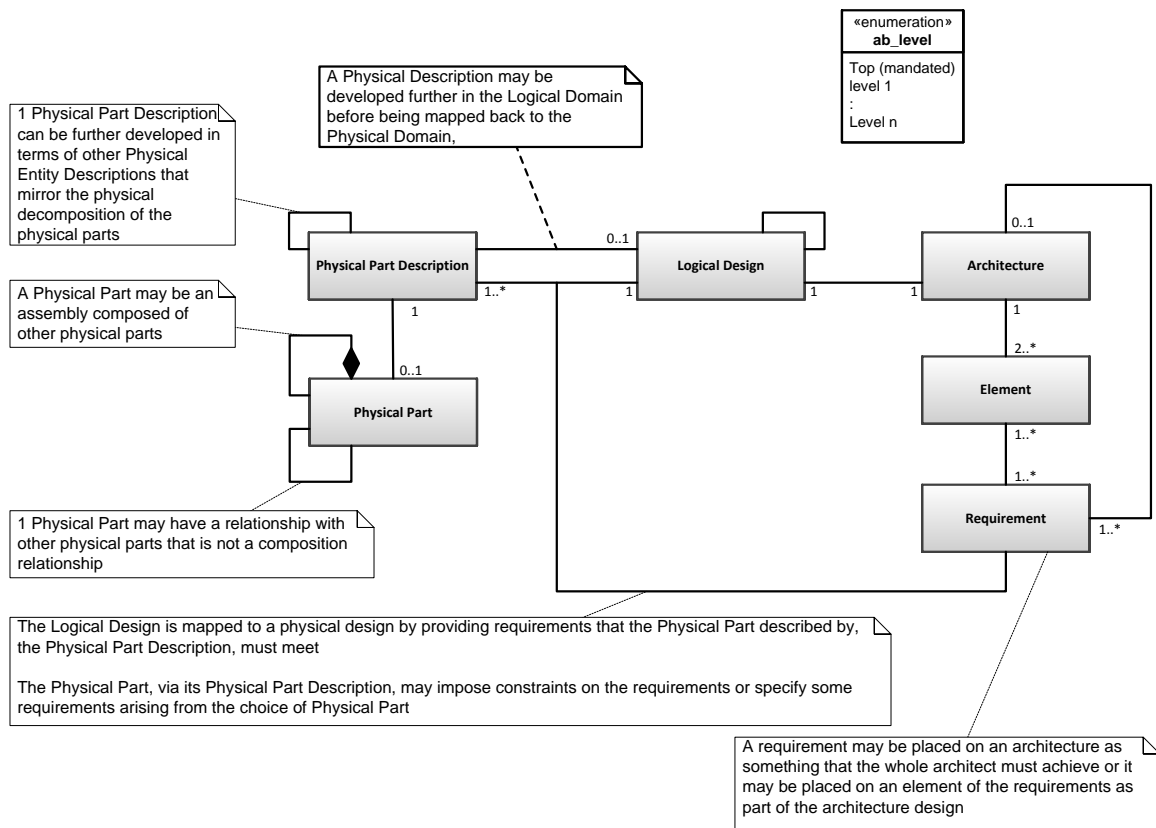 «enumeration»
ab_level
Top (mandated)
level 1
:
Level n
A Physical Description may be
developed further in the Logical Domain
before being mapped back to the
Physical Domain,
1 Physical Part Description
can be further developed in
terms of other Physical
Entity Descriptions that
mirror the physical
decomposition of the
physical parts
0..1
0..1
Physical Part Description
Logical Design
Architecture
1..*
1
1
1
1
1
A Physical Part may be an
assembly composed of
other physical parts
2..*
0..1
Element
Physical Part
1..*
1..*
Requirement
1..*
1 Physical Part may have a relationship with
other physical parts that is not a composition
relationship
The Logical Design is mapped to a physical design by providing requirements that the Physical Part described by,
the Physical Part Description, must meet
The Physical Part, via its Physical Part Description, may impose constraints on the requirements or specify some
requirements arising from the choice of Physical Part
A requirement may be placed on an architecture as
something that the whole architect must achieve or it
may be placed on an element of the requirements as
part of the architecture design